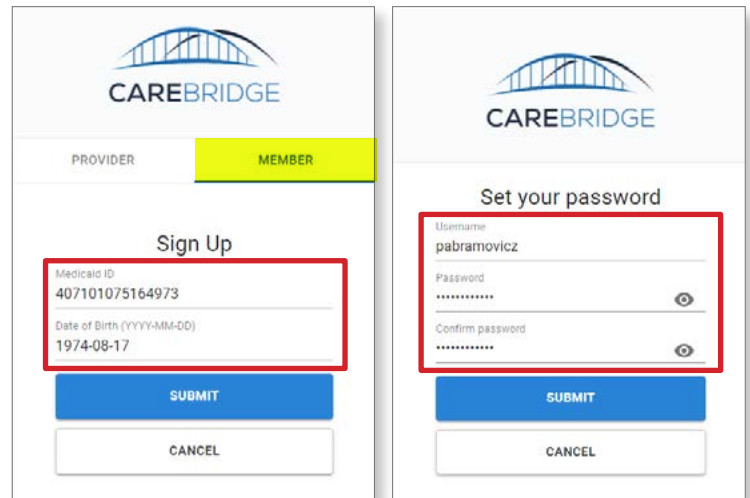 CAREBRIDGE
PROVIDER MEMBER
Sign Up
Medicaid ID
407101075164973
Date of Birth (YYYY-MM-DD)
1974-08-17
SUBMIT
CANCEL
CAREBRIDGE
Set your password
Username
pabramovicz
Password
••••••••••••
Confirm password
••••••••••••
SUBMIT
CANCEL